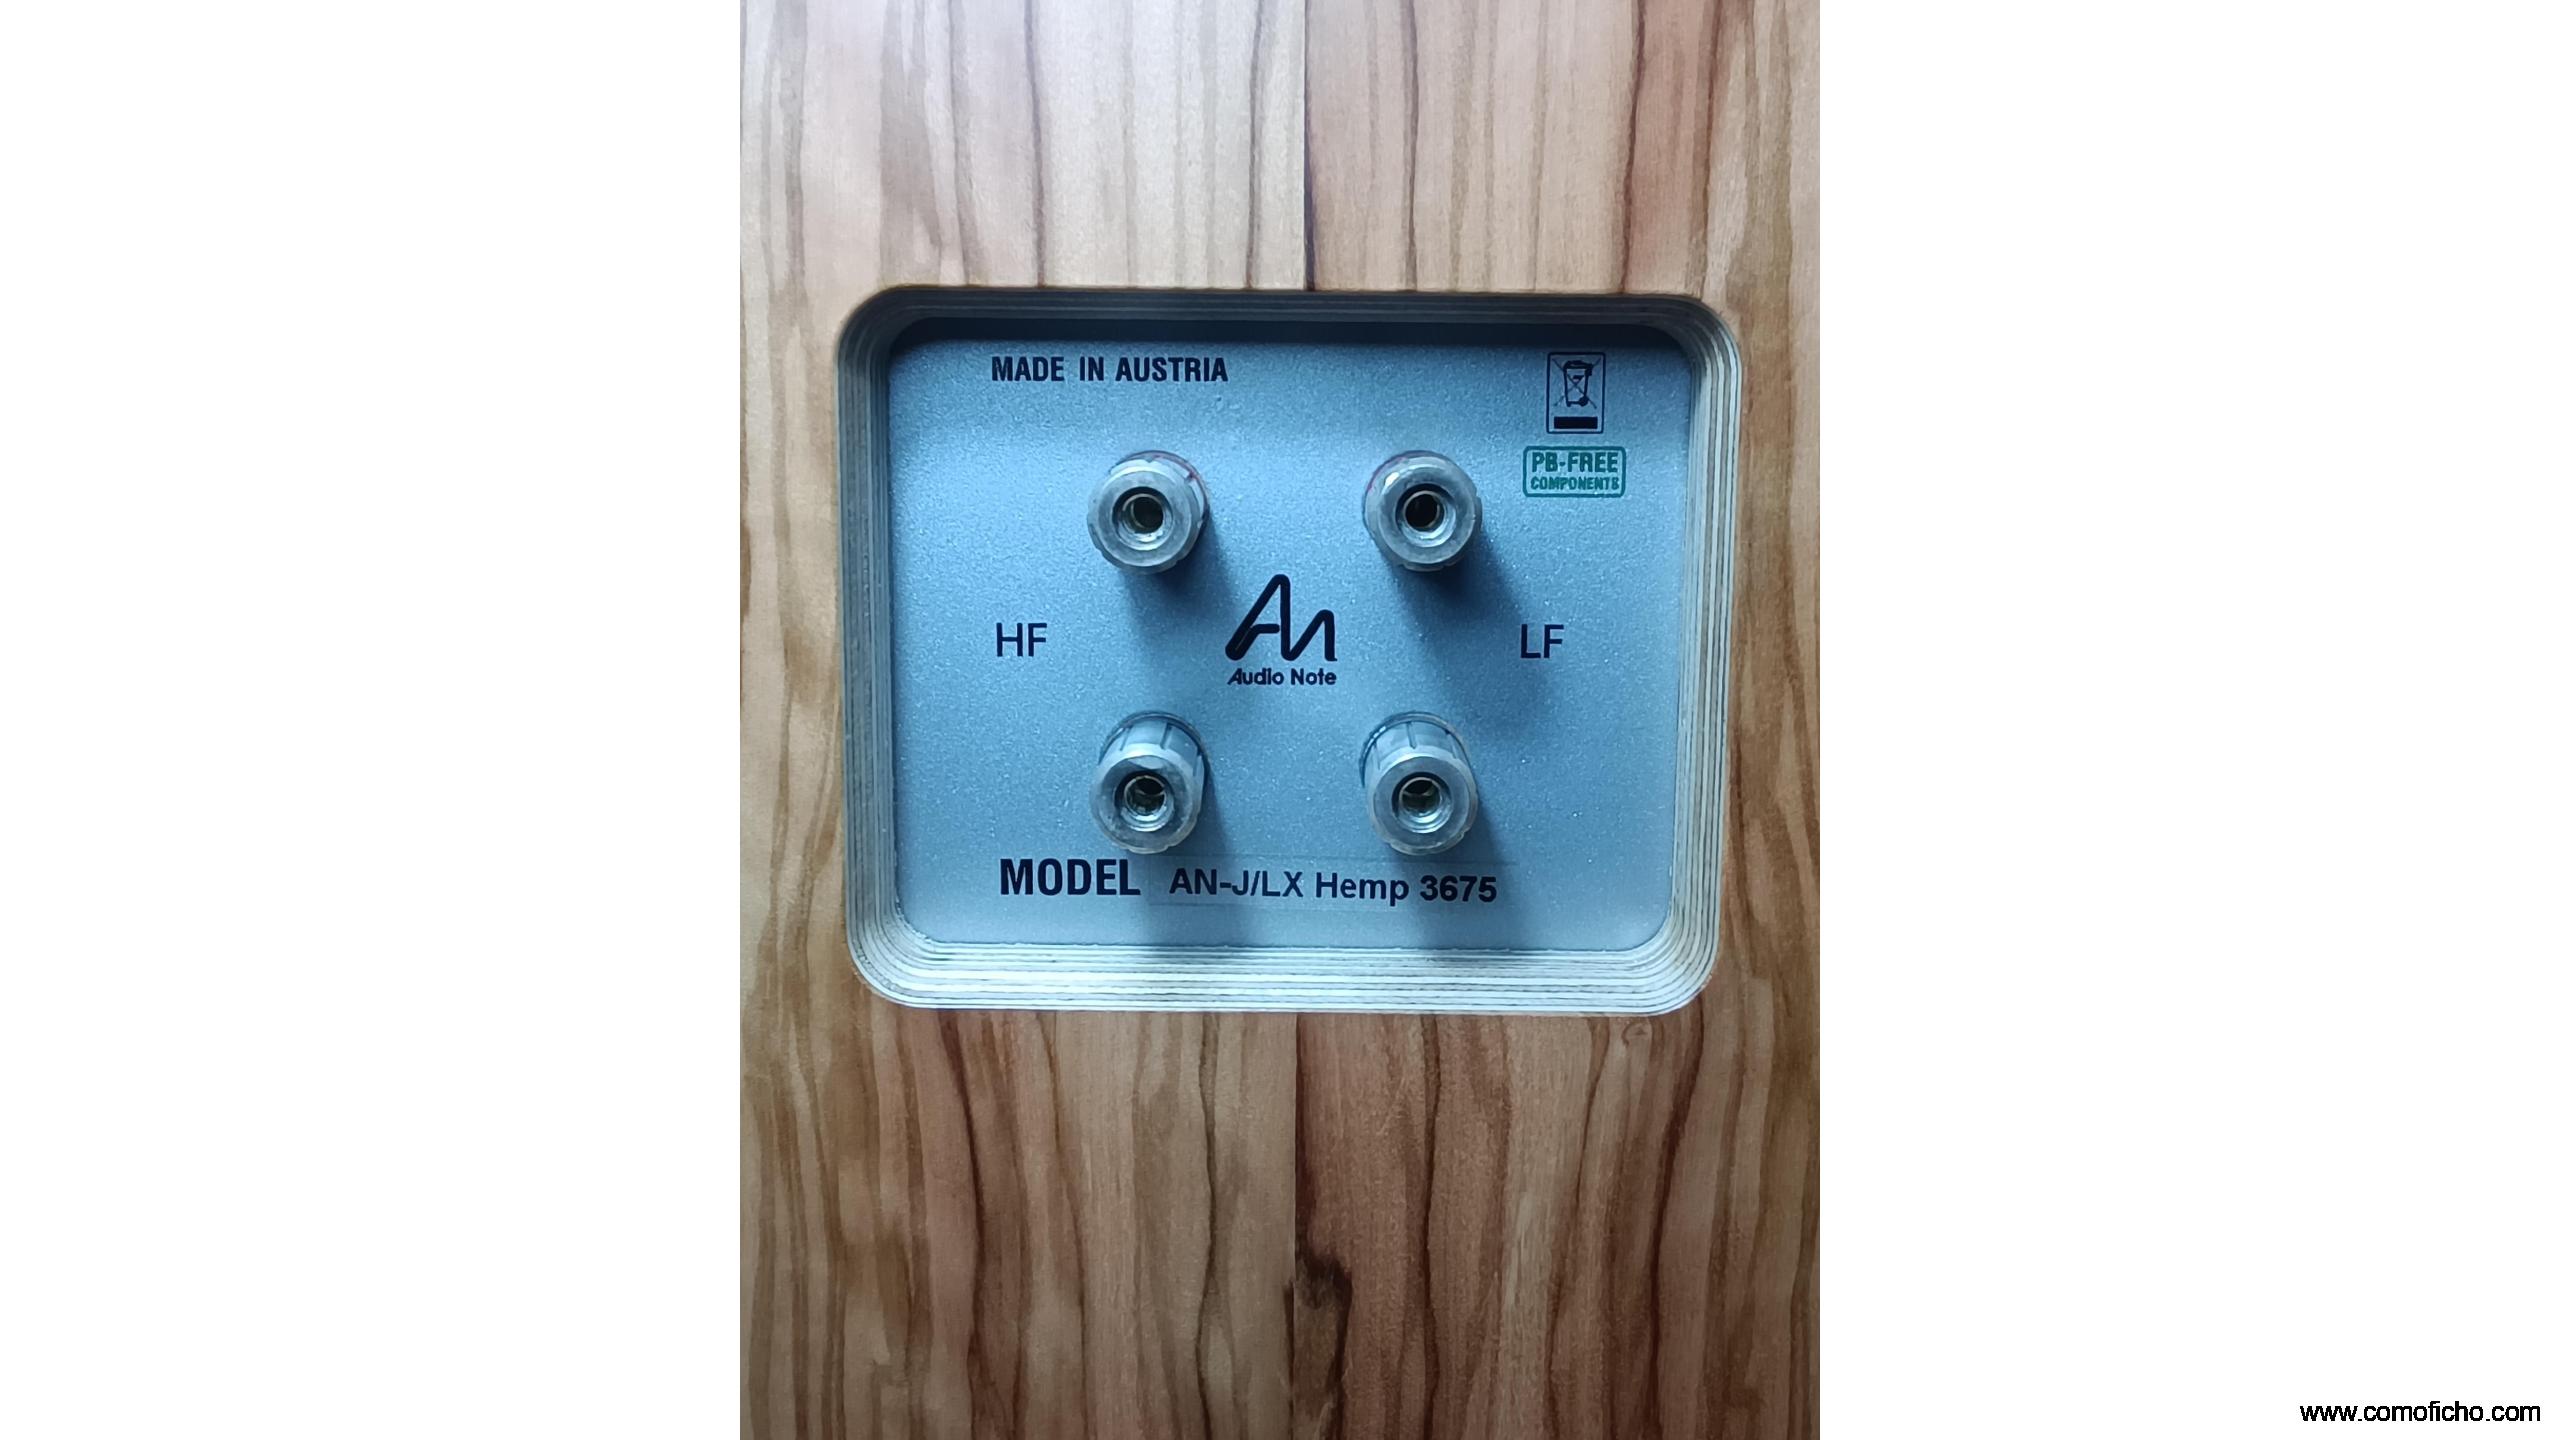 MADE IN AUSTRIA
PB-FREE
COMPONENTS
HF
LF
Audio Note
MODEL AN-J/LX Hemp 3675
www.comoficho.com